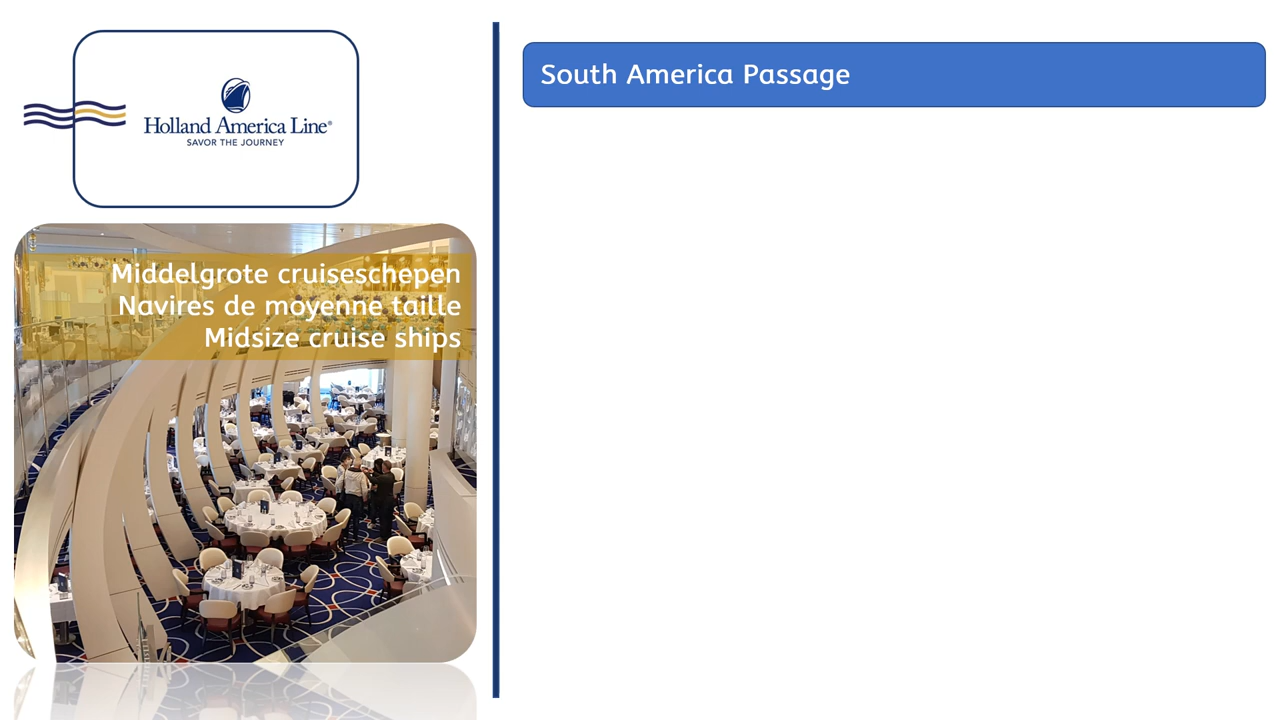 Holland America Line®
SAVOR THE JOURNEY
Middelgrote cruiseschepen
Navires de moyenne taille
Midsize cruise ships
South America Passage